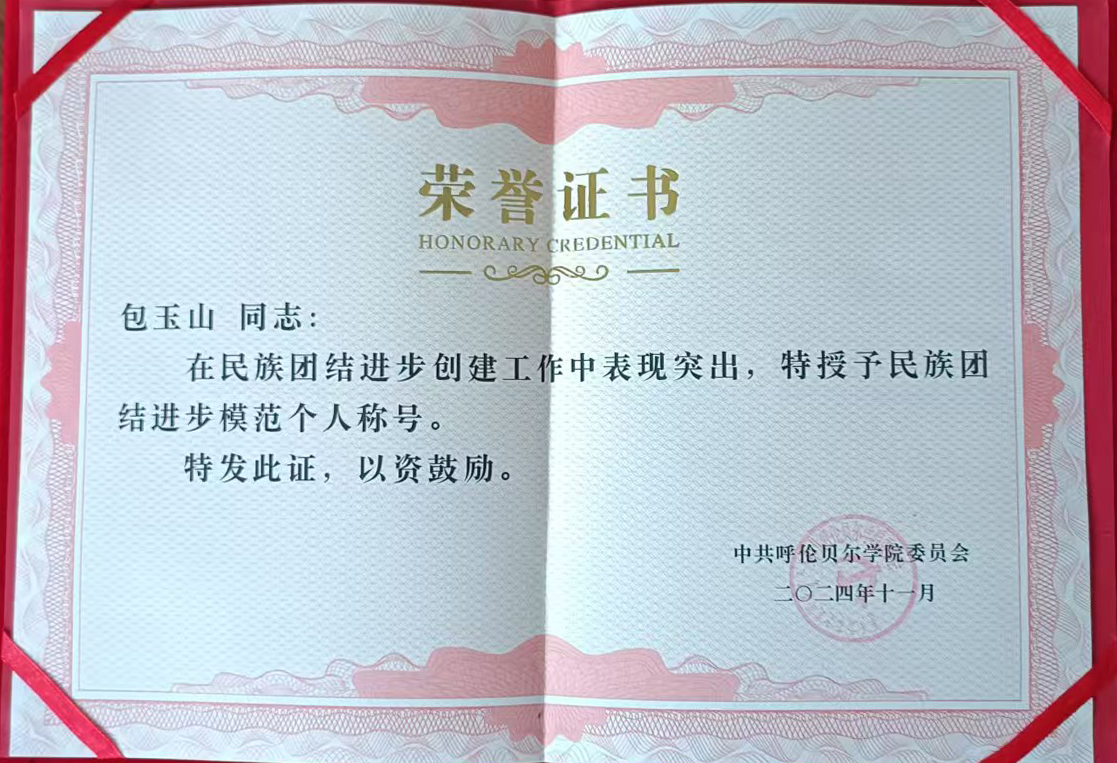 荣誉证书
HONORARY CREDENTIAL
包玉山 同志：
在民族团结进步创建工作中表现突出，特授予民族团
结进步模范个人称号。
特发此证，以资鼓励。
中共呼伦贝尔学院委员会
二〇二四年十一月